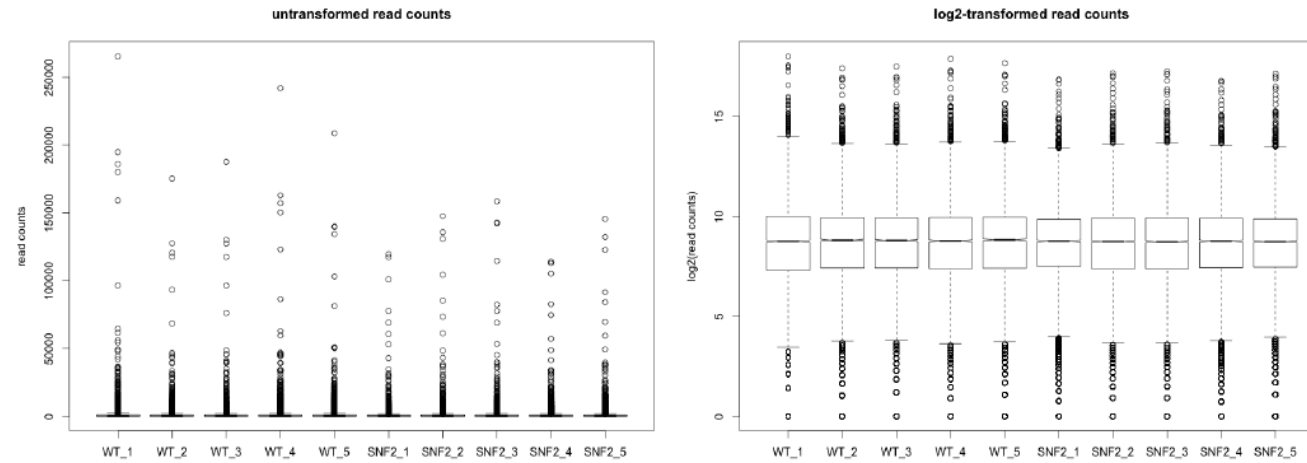 untransformed read counts
read counts
250000
200000
150000
100000
50000
0
WT_1 WT_2 WT_3 WT_4 WT_5 SNF2_1 SNF2_2 SNF2_3 SNF2_4 SNF2_5
log2-transformed read counts
log2(read counts)
15
10
5
0
WT_1 WT_2 WT_3 WT_4 WT_5 SNF2_1 SNF2_2 SNF2_3 SNF2_4 SNF2_5